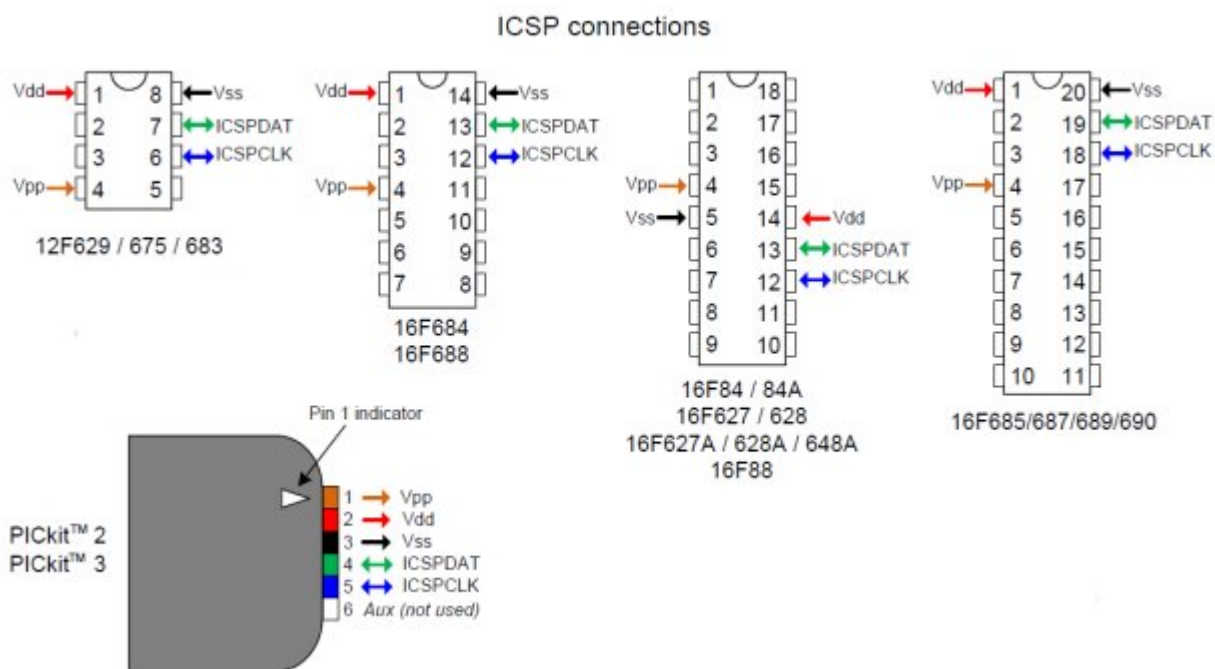 ICSP connections
Vdd 1 8 Vss
2 7 ICSPDAT
3 6 ICSPCLK
Vpp 4 5
12F629 / 675 / 683
Vdd 1 14 Vss
2 13 ICSPDAT
3 12 ICSPCLK
Vpp 4 11
5 10
6 9
7 8
16F684
16F688
1 18
2 17
3 16
Vpp 4 15
Vss 5 14 Vdd
6 13 ICSPDAT
7 12 ICSPCLK
8 11
9 10
16F84 / 84A
16F627 / 628
16F627A / 628A / 648A
16F88
Vdd 1 20 Vss
2 19 ICSPDAT
3 18 ICSPCLK
Vpp 4 17
5 16
6 15
7 14
8 13
9 12
10 11
16F685/687/689/690
Pin 1 indicator
PICkit™ 2
PICkit™ 3
1 Vpp
2 Vdd
3 Vss
4 ICSPDAT
5 ICSPCLK
6 Aux (not used)